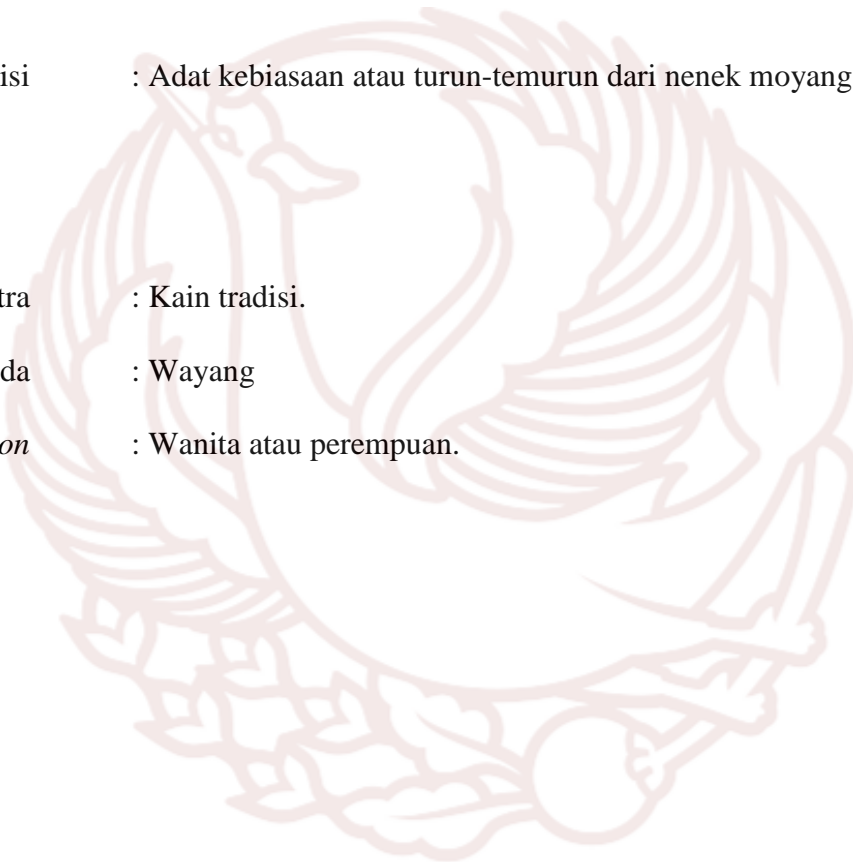 isi : Adat kebiasaan atau turun-temurun dari nenek moyang
tra : Kain tradisi.
da : Wayang
on : Wanita atau perempuan.